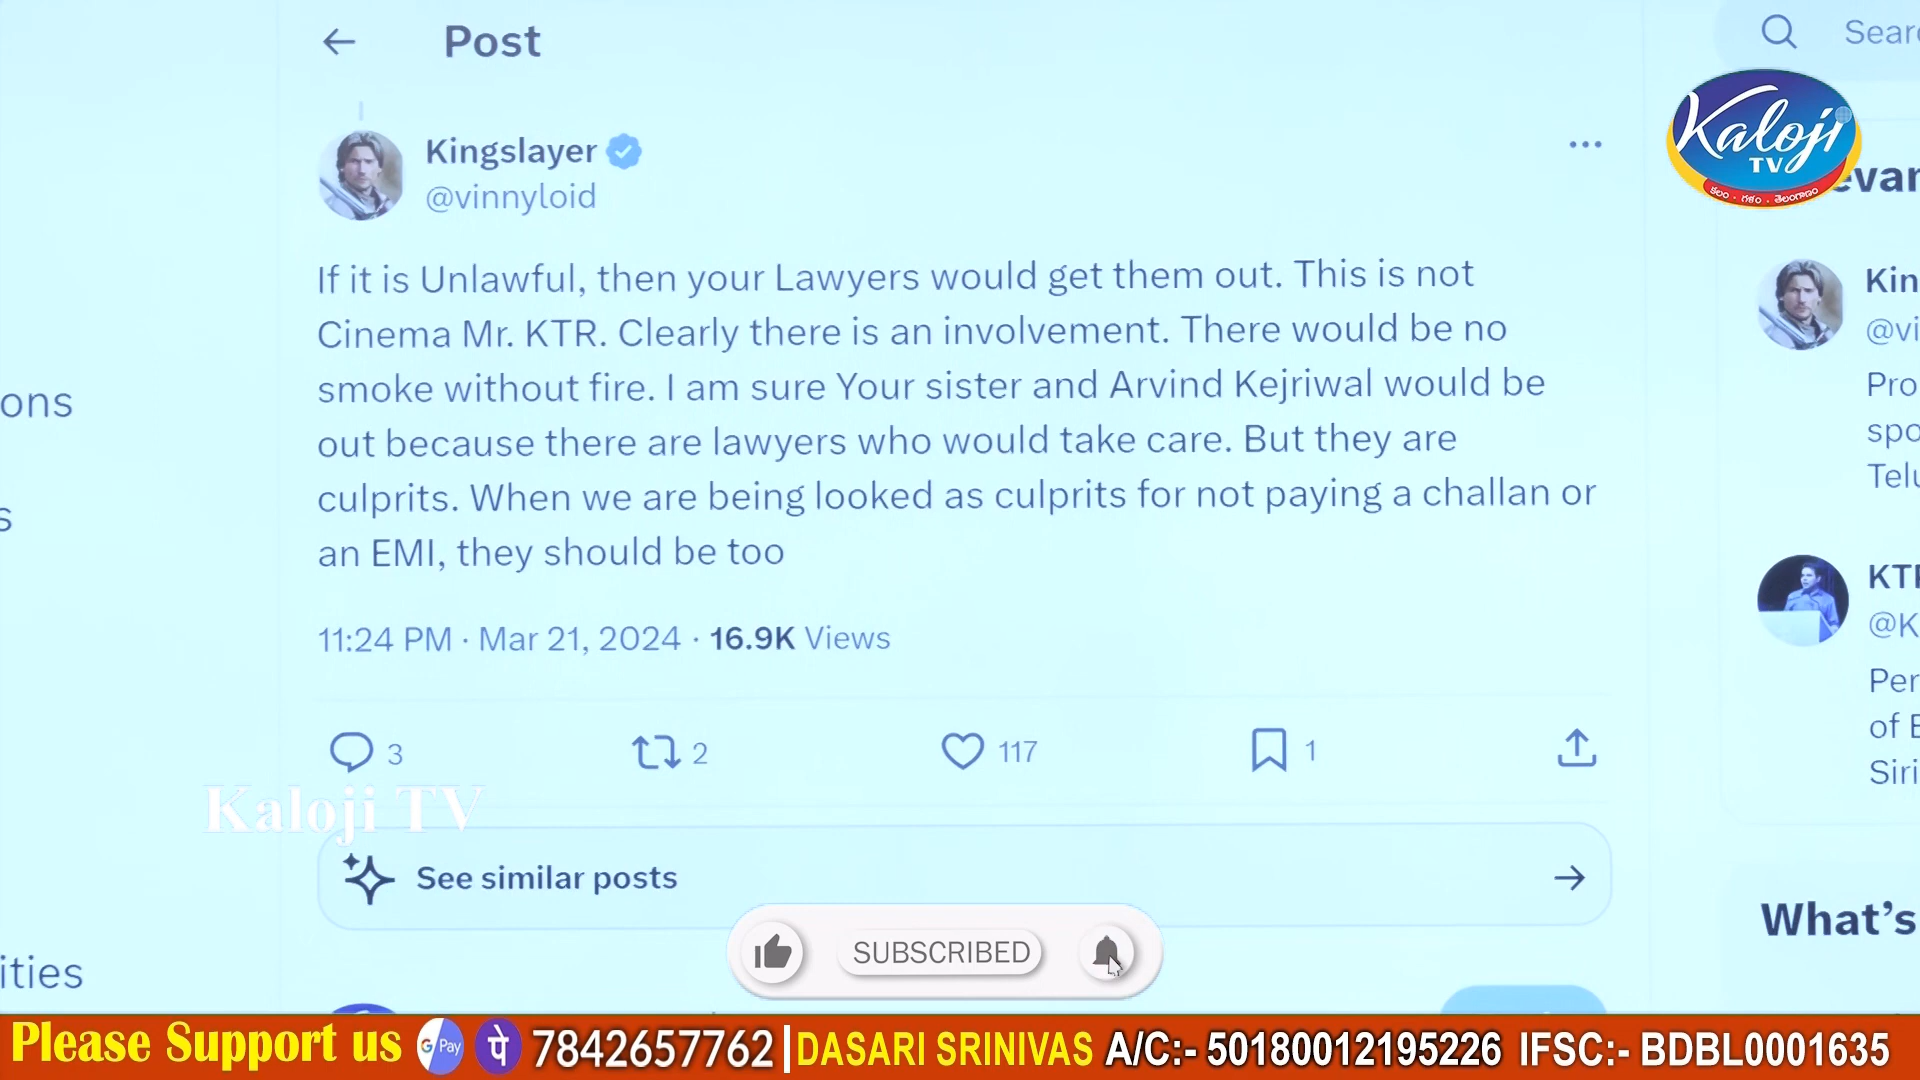 Post
Sear
Kaloji
TV
కలం · గళం · తెలంగాణం
evan
Kingslayer
@vinnyloid
If it is Unlawful, then your Lawyers would get them out. This is not
Cinema Mr. KTR. Clearly there is an involvement. There would be no
smoke without fire. I am sure Your sister and Arvind Kejriwal would be
out because there are lawyers who would take care. But they are
culprits. When we are being looked as culprits for not paying a challan or
an EMI, they should be too
11:24 PM · Mar 21, 2024 · 16.9K Views
3
2
117
1
Kaloji TV
See similar posts
ons
s
ities
Kin
@vi
Pro
spo
Telu
KTR
@K
Per
of E
Siri
What's
SUBSCRIBED
Please Support us G Pay पे 7842657762 | DASARI SRINIVAS A/C:- 50180012195226 IFSC:- BDBL0001635